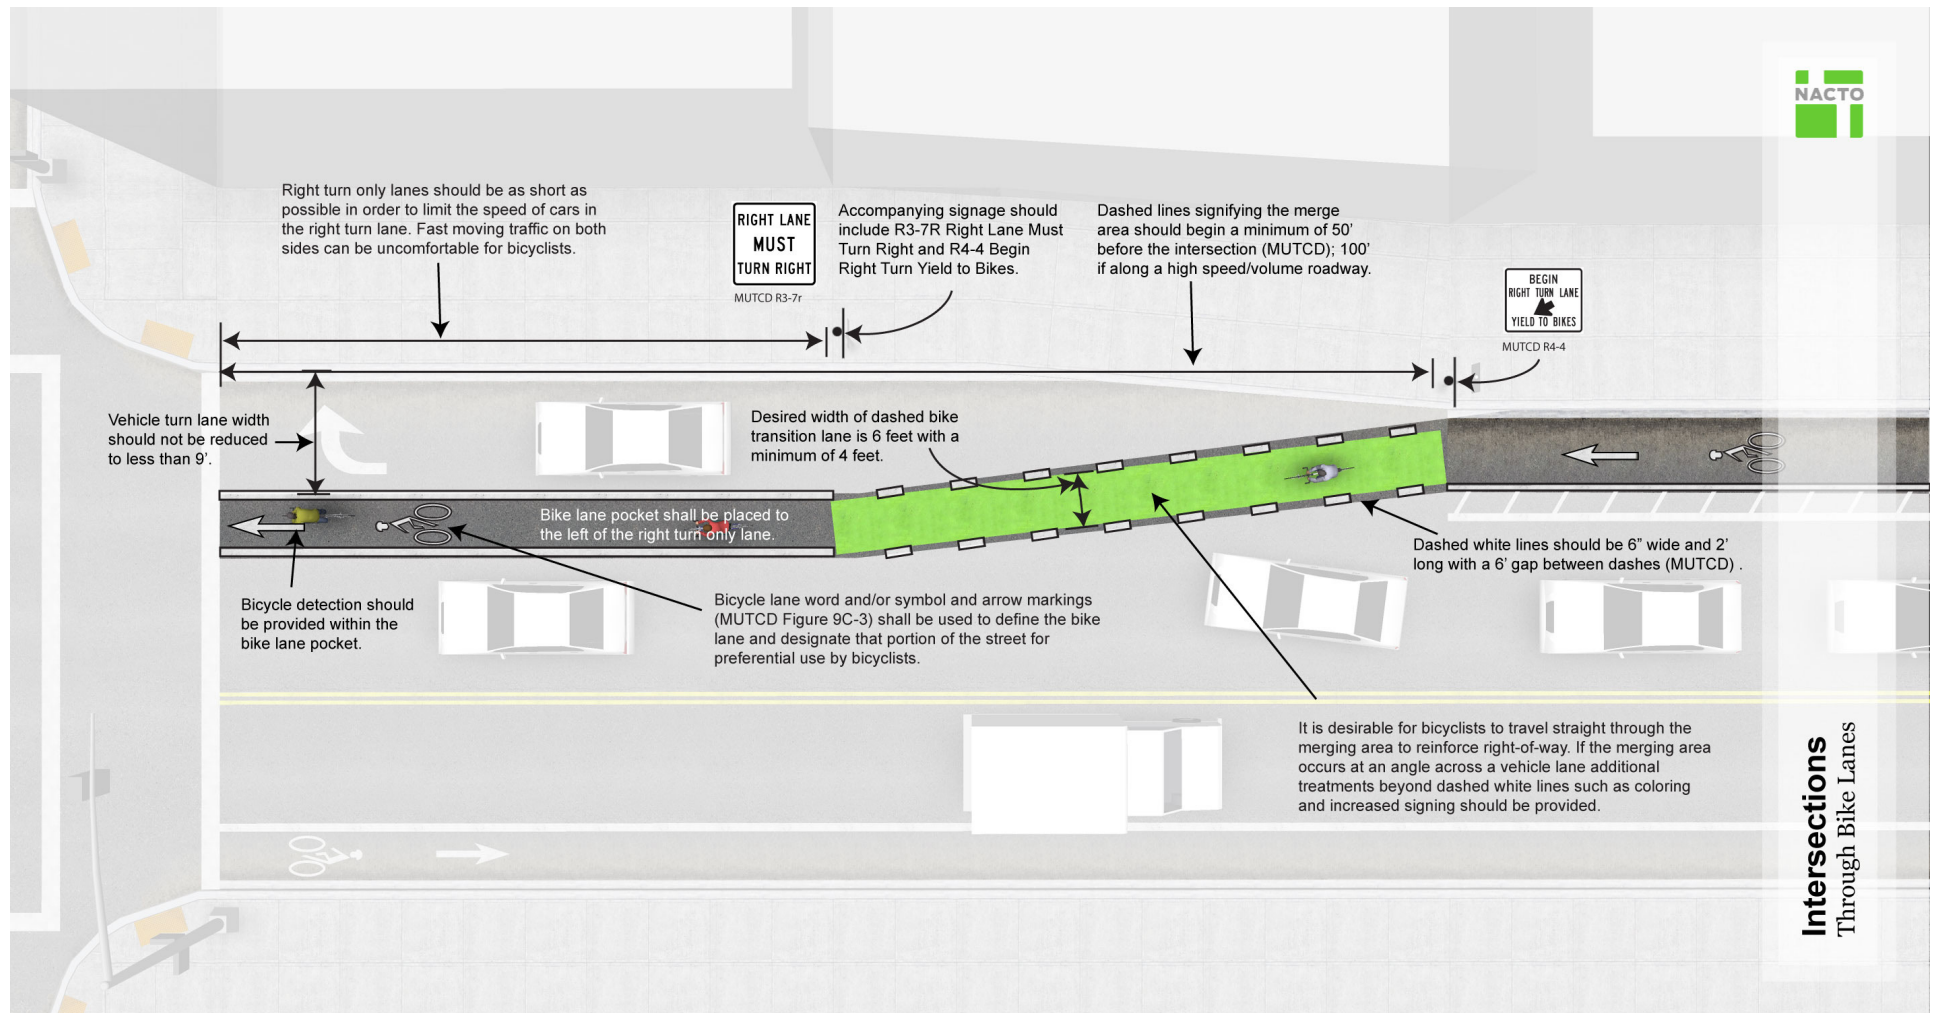 NACTO
Right turn only lanes should be as short as
possible in order to limit the speed of cars in
the right turn lane. Fast moving traffic on both
sides can be uncomfortable for bicyclists.
RIGHT LANE
MUST
TURN RIGHT
MUTCD R3-7r
Accompanying signage should
include R3-7R Right Lane Must
Turn Right and R4-4 Begin
Right Turn Yield to Bikes.
Dashed lines signifying the merge
area should begin a minimum of 50'
before the intersection (MUTCD); 100'
if along a high speed/volume roadway.
BEGIN
RIGHT TURN LANE
YIELD TO BIKES
MUTCD R4-4
Vehicle turn lane width
should not be reduced
to less than 9'.
Desired width of dashed bike
transition lane is 6 feet with a
minimum of 4 feet.
Bike lane pocket shall be placed to
the left of the right turn only lane.
Dashed white lines should be 6” wide and 2'
long with a 6' gap between dashes (MUTCD) .
Bicycle detection should
be provided within the
bike lane pocket.
Bicycle lane word and/or symbol and arrow markings
(MUTCD Figure 9C-3) shall be used to define the bike
lane and designate that portion of the street for
preferential use by bicyclists.
It is desirable for bicyclists to travel straight through the
merging area to reinforce right-of-way. If the merging area
occurs at an angle across a vehicle lane additional
treatments beyond dashed white lines such as coloring
and increased signing should be provided.
Intersections
Through Bike Lanes